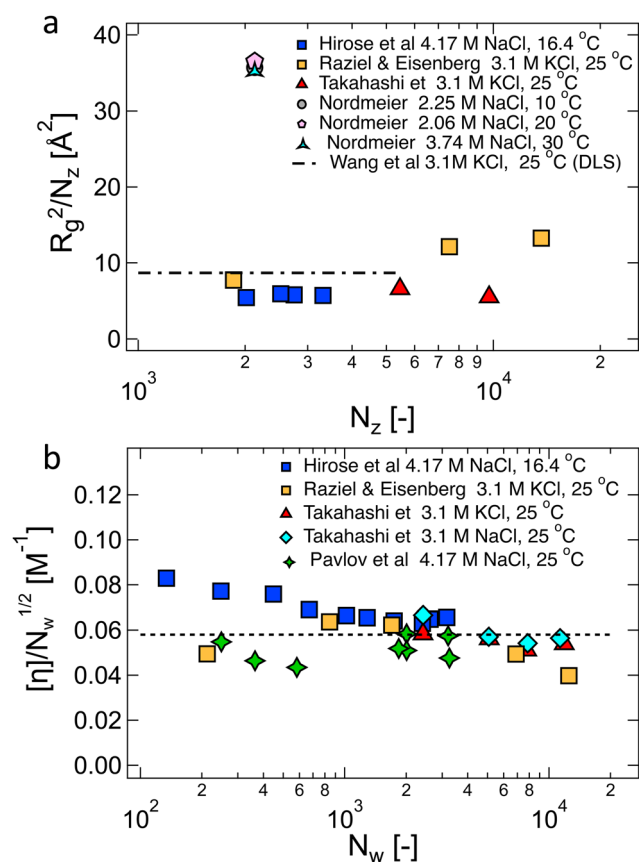 a
40
30
20
10
0
Rg²/Nz [Å²]
Hirose et al 4.17 M NaCl, 16.4 °C
Raziel & Eisenberg 3.1 M KCl, 25 °C
Takahashi et 3.1 M KCl, 25 °C
Nordmeier 2.25 M NaCl, 10 °C
Nordmeier 2.06 M NaCl, 20 °C
Nordmeier 3.74 M NaCl, 30 °C
Wang et al 3.1M KCl, 25 °C (DLS)
10³ 2 3 4 5 6 7 8 9 10⁴ 2
Nz [-]
b
0.12
0.10
0.08
0.06
0.04
0.02
0.00
[η]/Nw^1/2 [M⁻¹]
Hirose et al 4.17 M NaCl, 16.4 °C
Raziel & Eisenberg 3.1 M KCl, 25 °C
Takahashi et 3.1 M KCl, 25 °C
Takahashi et 3.1 M NaCl, 25 °C
Pavlov et al 4.17 M NaCl, 25 °C
10² 2 4 6 8 10³ 2 4 6 8 10⁴ 2
Nw [-]